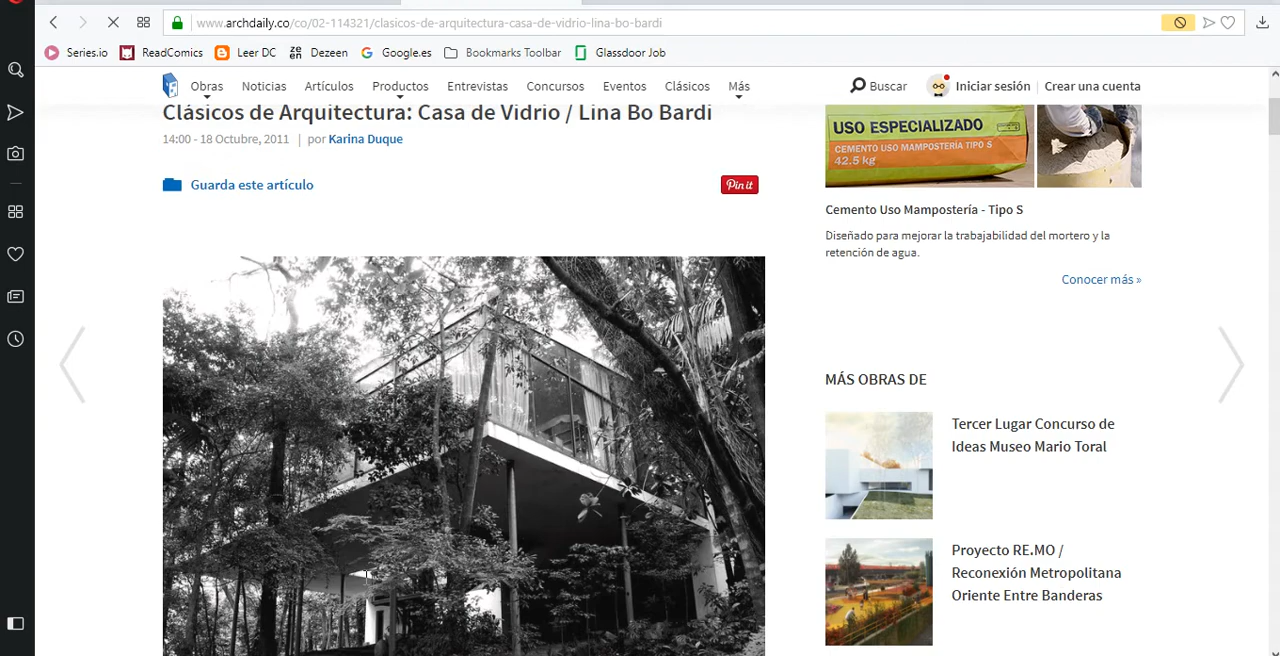 www.archdaily.co/co/02-114321/clasicos-de-arquitectura-casa-de-vidrio-lina-bo-bardi
Series.io ReadComics Leer DC Dezeen Google.es Bookmarks Toolbar Glassdoor Job
Obras Noticias Artículos Productos Entrevistas Concursos Eventos Clásicos Más Buscar Iniciar sesión Crear una cuenta
Clásicos de Arquitectura: Casa de Vidrio / Lina Bo Bardi
14:00 - 18 Octubre, 2011 | por Karina Duque
Guarda este artículo
Pin it
USO ESPECIALIZADO
CEMENTO USO MAMPOSTERÍA TIPO S
42.5 kg
Cemento Uso Mampostería - Tipo S
Diseñado para mejorar la trabajabilidad del mortero y la
retención de agua.
Conocer más »
MÁS OBRAS DE
Tercer Lugar Concurso de
Ideas Museo Mario Toral
Proyecto RE.MO /
Reconexión Metropolitana
Oriente Entre Banderas